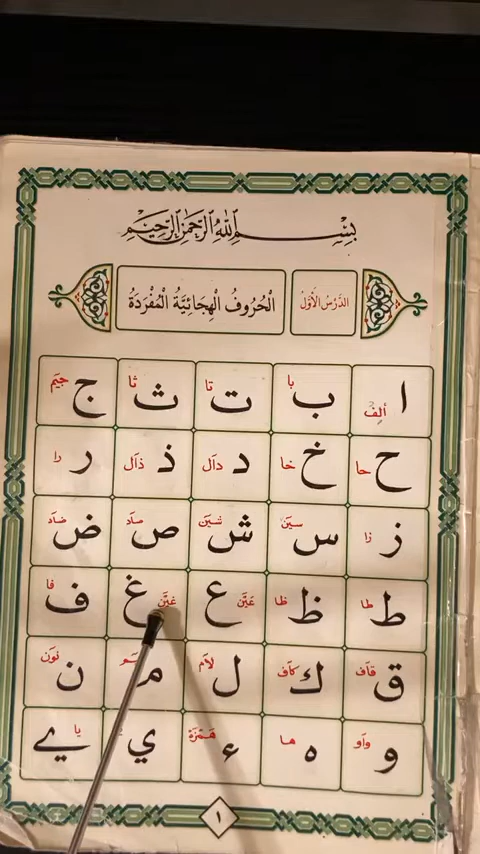 بِسْمِ اللهِ الرَّحْمٰنِ الرَّحِيْمِ
الدَّرْسُ الْأَوَّلُ الْحُرُوفُ الْهِجَائِيَّةُ الْمُفْرَدَةُ
ا أَلِفْ ب بَا ت تَا ث ثَا ج جِيَمْ
ح حَا خ خَا د دَالْ ذ ذَالْ ر رَا
ز زَا س سِيَنْ ش شِيَنْ ص صَادْ ض ضَادْ
ط طَا ظ ظَا ع عَيَنْ غ غَيَنْ ف فَا
ق قَافْ ك كَافْ ل لَامْ م ن نُونْ
و وَاوْ ه هَا ء هَمْزَةْ ي ے يَا
١